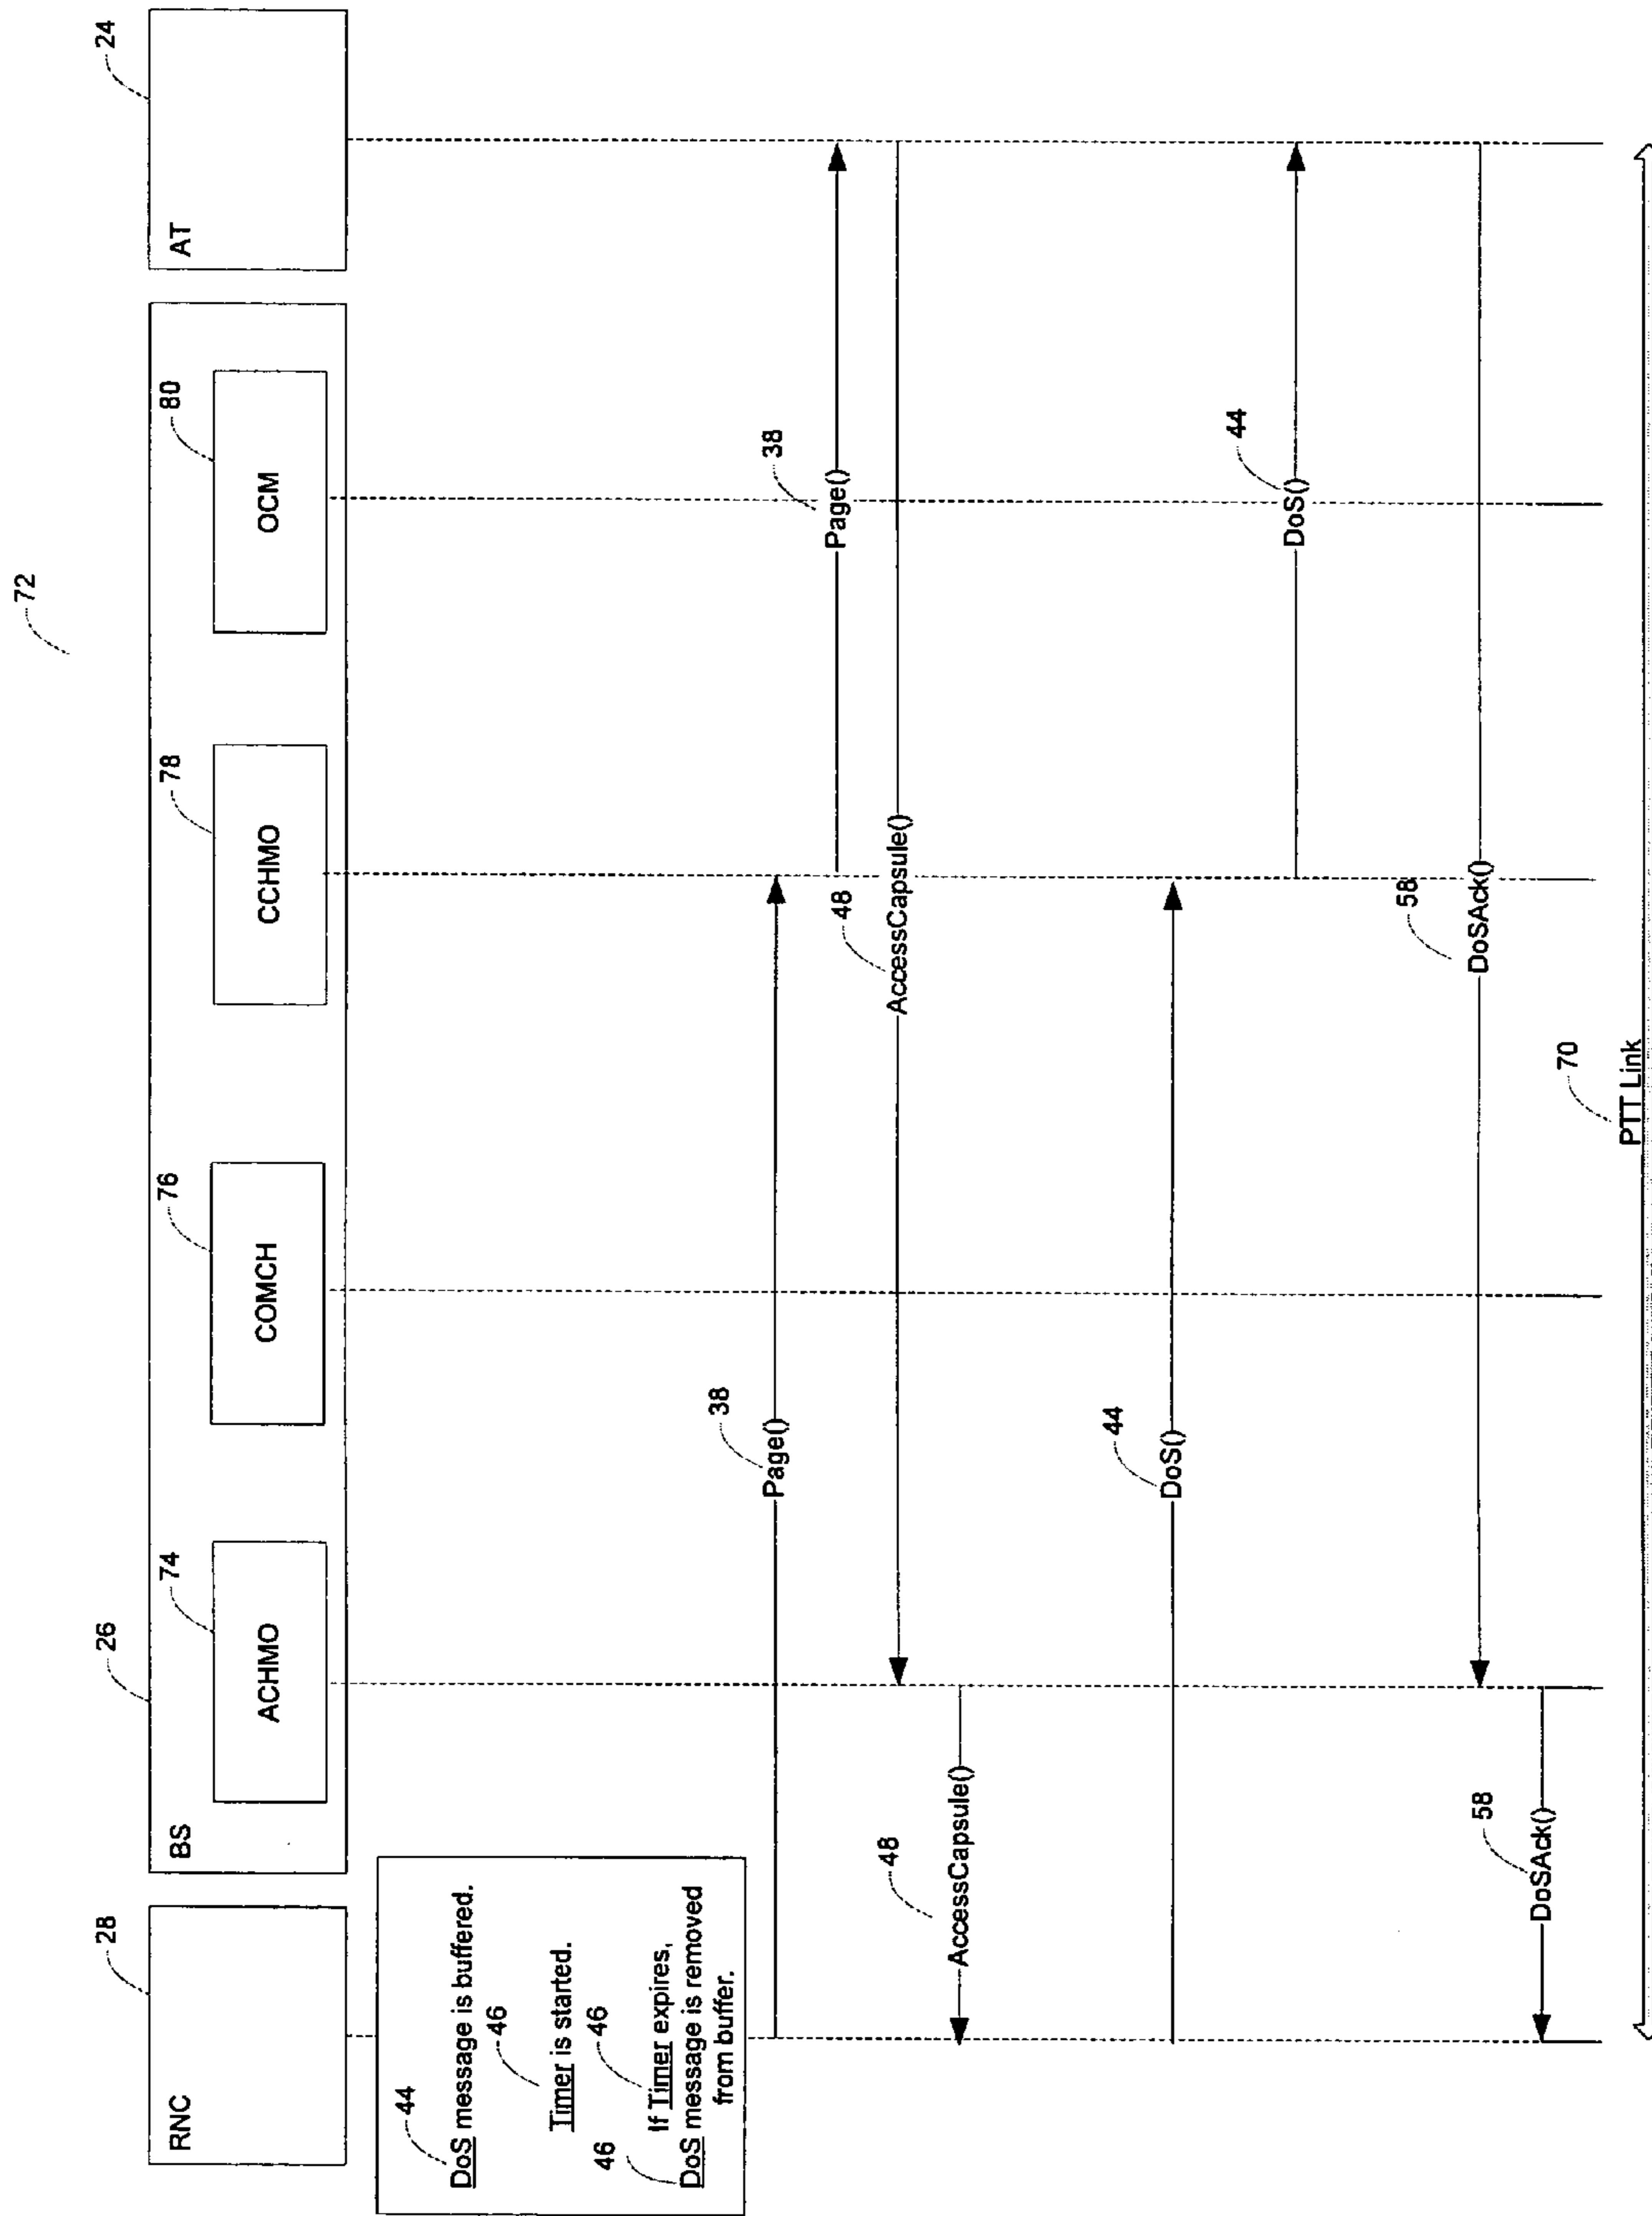 72
28
26
24
RNC
BS
AT
74
76
78
80
ACHMO
COMCH
CCHMO
OCM
44
DoS message is buffered.
46
Timer is started.
46
If Timer expires,
46
DoS message is removed
from buffer.
38
Page()
38
Page()
48
AccessCapsule()
48
AccessCapsule()
44
DoS()
44
DoS()
58
DoSAck()
58
DoSAck()
70
PTT Link